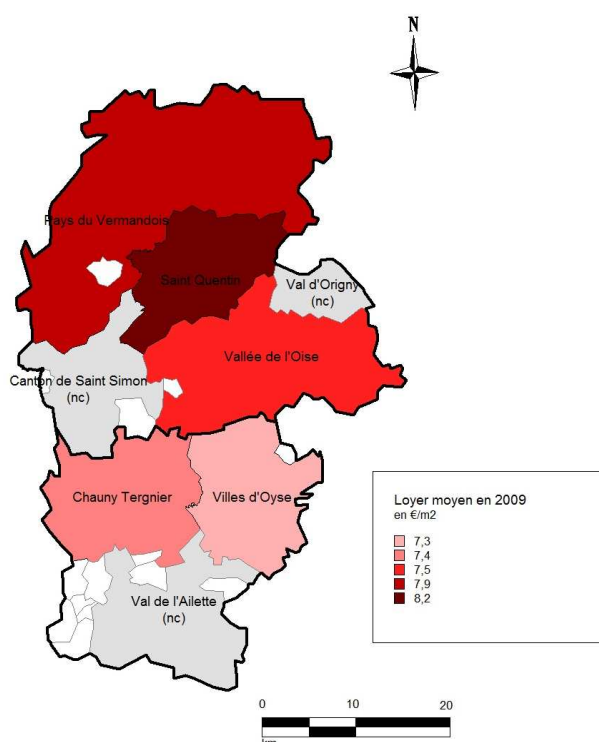 N
Pays du Vermandois
Saint Quentin
Val d'Origny
(nc)
Vallée de l'Oise
Canton de Saint Simon
(nc)
Chauny Tergnier
Villes d'Oyse
Val de l'Ailette
(nc)
Loyer moyen en 2009
en €/m2
7,3
7,4
7,5
7,9
8,2
0
10
20
km